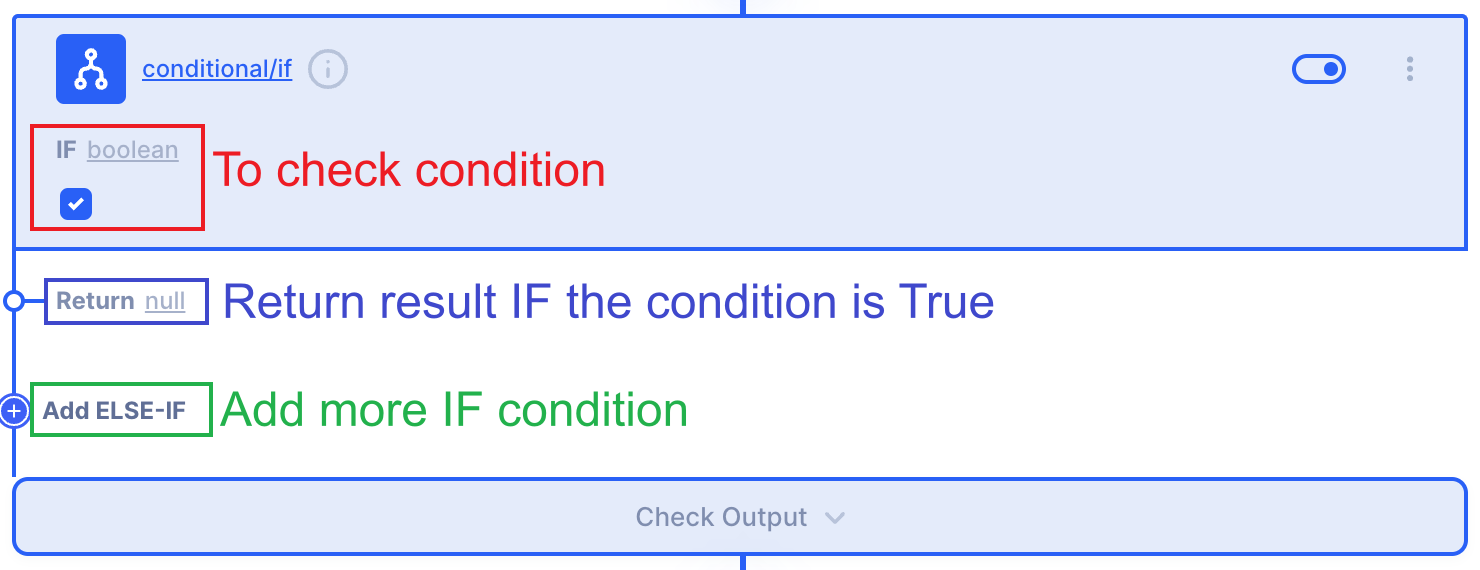 conditional/if
IF boolean
To check condition
Return null
Return result IF the condition is True
Add ELSE-IF
Add more IF condition
Check Output